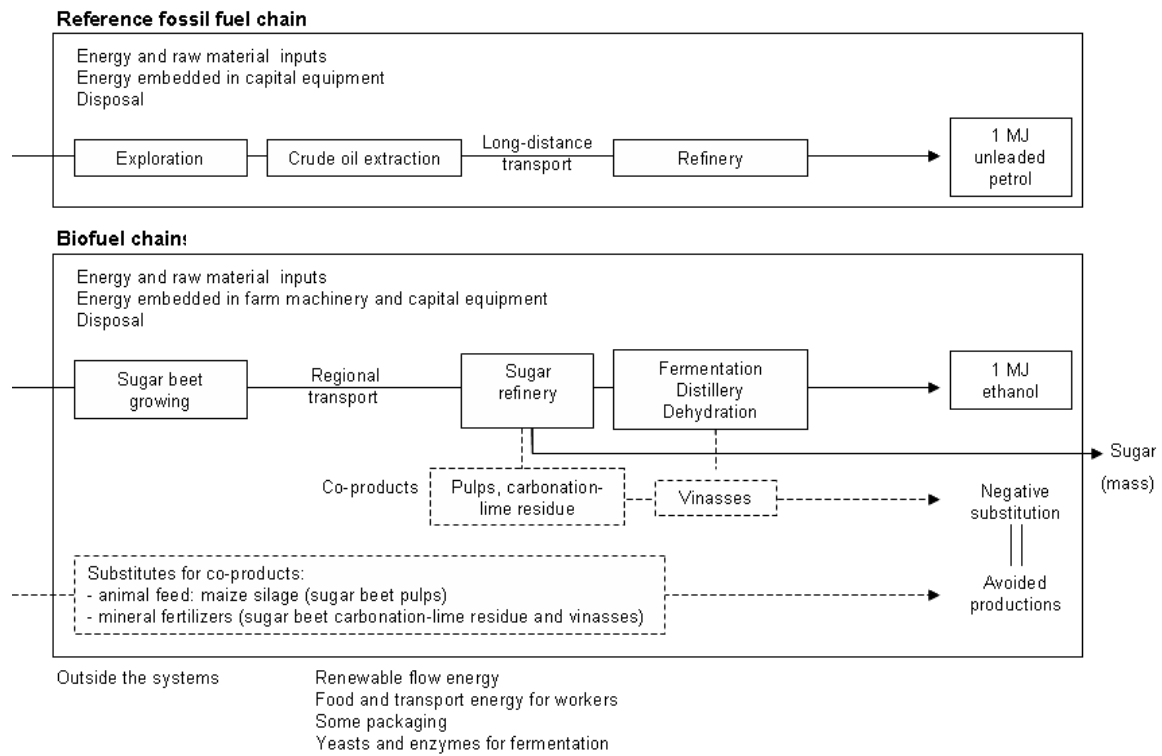 Reference fossil fuel chain
Energy and raw material inputs
Energy embedded in capital equipment
Disposal
Exploration
Crude oil extraction
Long-distance
transport
Refinery
1 MJ
unleaded
petrol
Biofuel chains
Energy and raw material inputs
Energy embedded in farm machinery and capital equipment
Disposal
Sugar beet
growing
Regional
transport
Sugar
refinery
Fermentation
Distillery
Dehydration
1 MJ
ethanol
Sugar
(mass)
Co-products
Pulps, carbonation-
lime residue
Vinasses
Negative
substitution
Substitutes for co-products:
- animal feed: maize silage (sugar beet pulps)
- mineral fertilizers (sugar beet carbonation-lime residue and vinasses)
Avoided
productions
Outside the systems
Renewable flow energy
Food and transport energy for workers
Some packaging
Yeasts and enzymes for fermentation